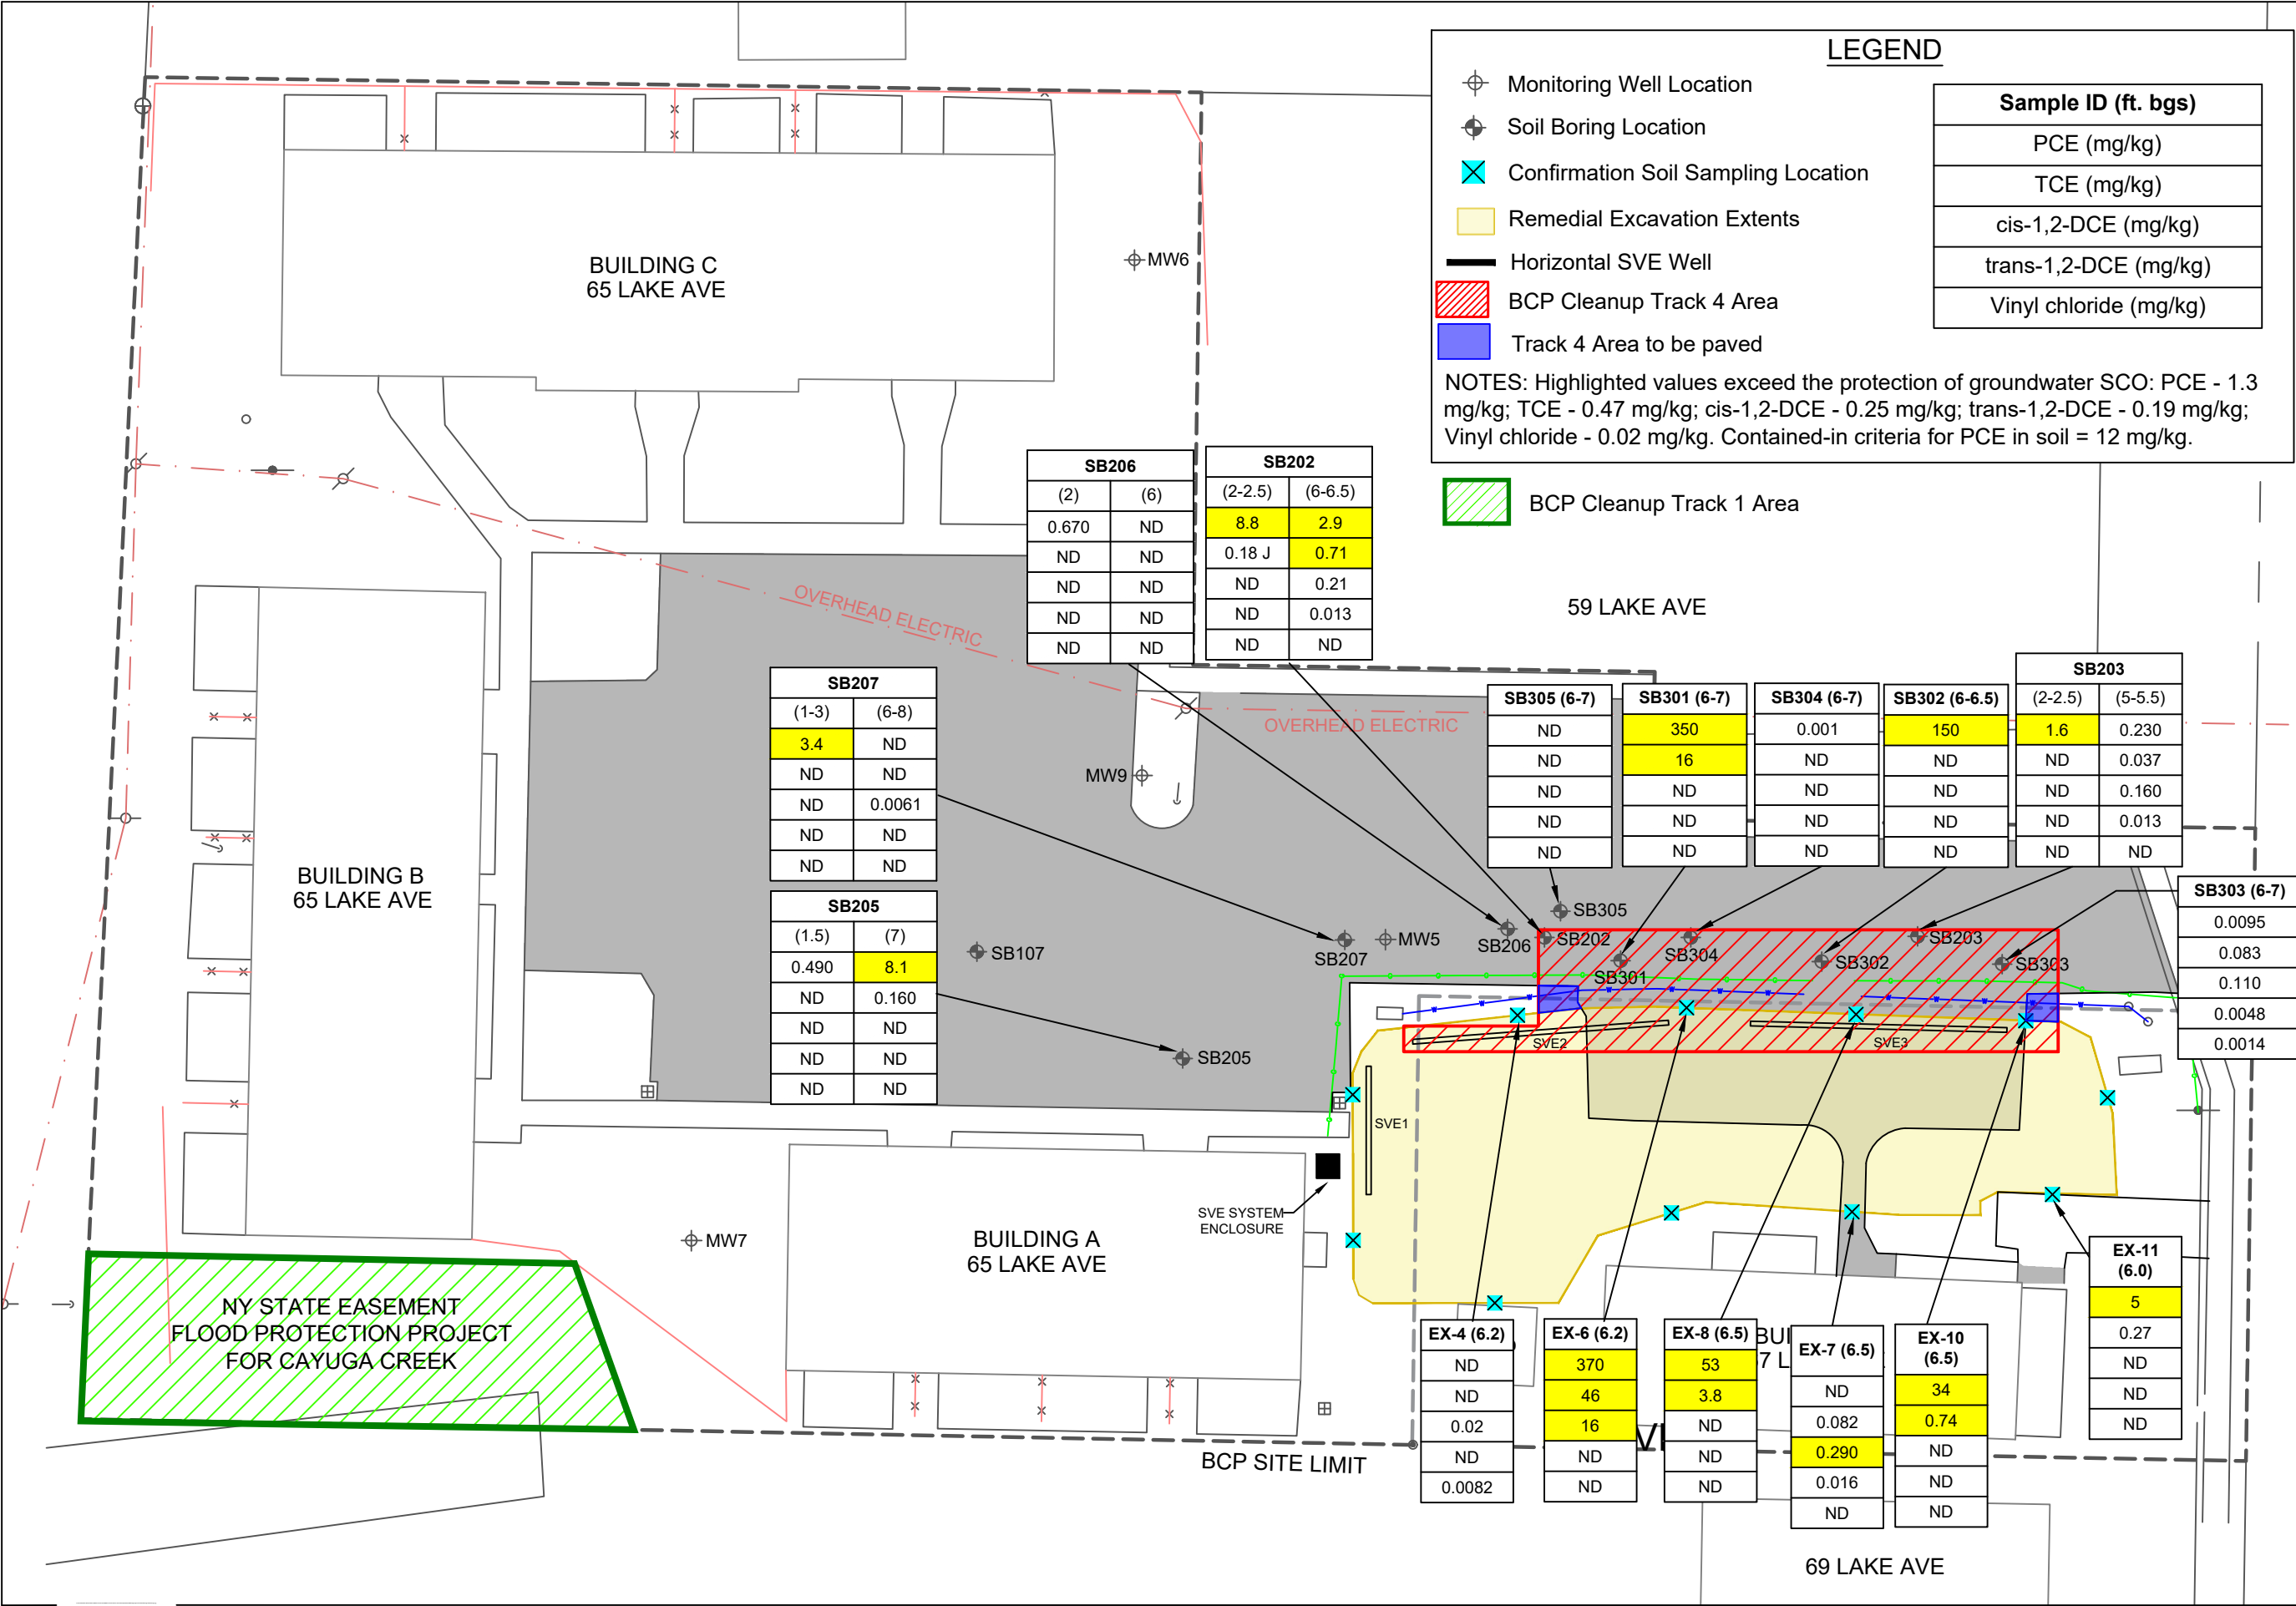 LEGEND
Monitoring Well Location
Soil Boring Location
Confirmation Soil Sampling Location
Remedial Excavation Extents
Horizontal SVE Well
BCP Cleanup Track 4 Area
Track 4 Area to be paved
Sample ID (ft. bgs)
PCE (mg/kg)
TCE (mg/kg)
cis-1,2-DCE (mg/kg)
trans-1,2-DCE (mg/kg)
Vinyl chloride (mg/kg)
NOTES: Highlighted values exceed the protection of groundwater SCO: PCE - 1.3
mg/kg; TCE - 0.47 mg/kg; cis-1,2-DCE - 0.25 mg/kg; trans-1,2-DCE - 0.19 mg/kg;
Vinyl chloride - 0.02 mg/kg. Contained-in criteria for PCE in soil = 12 mg/kg.
BCP Cleanup Track 1 Area
BUILDING C
65 LAKE AVE
MW6
59 LAKE AVE
OVERHEAD ELECTRIC
OVERHEAD ELECTRIC
SB206
(2) (6)
0.670 ND
ND ND
ND ND
ND ND
ND ND
SB202
(2-2.5) (6-6.5)
8.8 2.9
0.18 J 0.71
ND 0.21
ND 0.013
ND ND
SB207
(1-3) (6-8)
3.4 ND
ND ND
ND 0.0061
ND ND
ND ND
SB205
(1.5) (7)
0.490 8.1
ND 0.160
ND ND
ND ND
ND ND
SB305 (6-7)
ND
ND
ND
ND
ND
SB301 (6-7)
350
16
ND
ND
ND
SB304 (6-7)
0.001
ND
ND
ND
ND
SB302 (6-6.5)
150
ND
ND
ND
ND
SB203
(2-2.5) (5-5.5)
1.6 0.230
ND 0.037
ND 0.160
ND 0.013
ND ND
SB303 (6-7)
0.0095
0.083
0.110
0.0048
0.0014
MW9
BUILDING B
65 LAKE AVE
SB107
SB207
MW5
SB206
SB305
SB202
SB301
SB304
SB302
SB203
SB303
SB205
SVE2
SVE3
SVE1
SVE SYSTEM
ENCLOSURE
MW7
BUILDING A
65 LAKE AVE
NY STATE EASEMENT
FLOOD PROTECTION PROJECT
FOR CAYUGA CREEK
BCP SITE LIMIT
EX-4 (6.2)
ND
ND
0.02
ND
0.0082
EX-6 (6.2)
370
46
16
ND
ND
EX-8 (6.5)
53
3.8
ND
ND
ND
EX-7 (6.5)
ND
0.082
0.290
0.016
ND
EX-10
(6.5)
34
0.74
ND
ND
ND
EX-11
(6.0)
5
0.27
ND
ND
ND
69 LAKE AVE